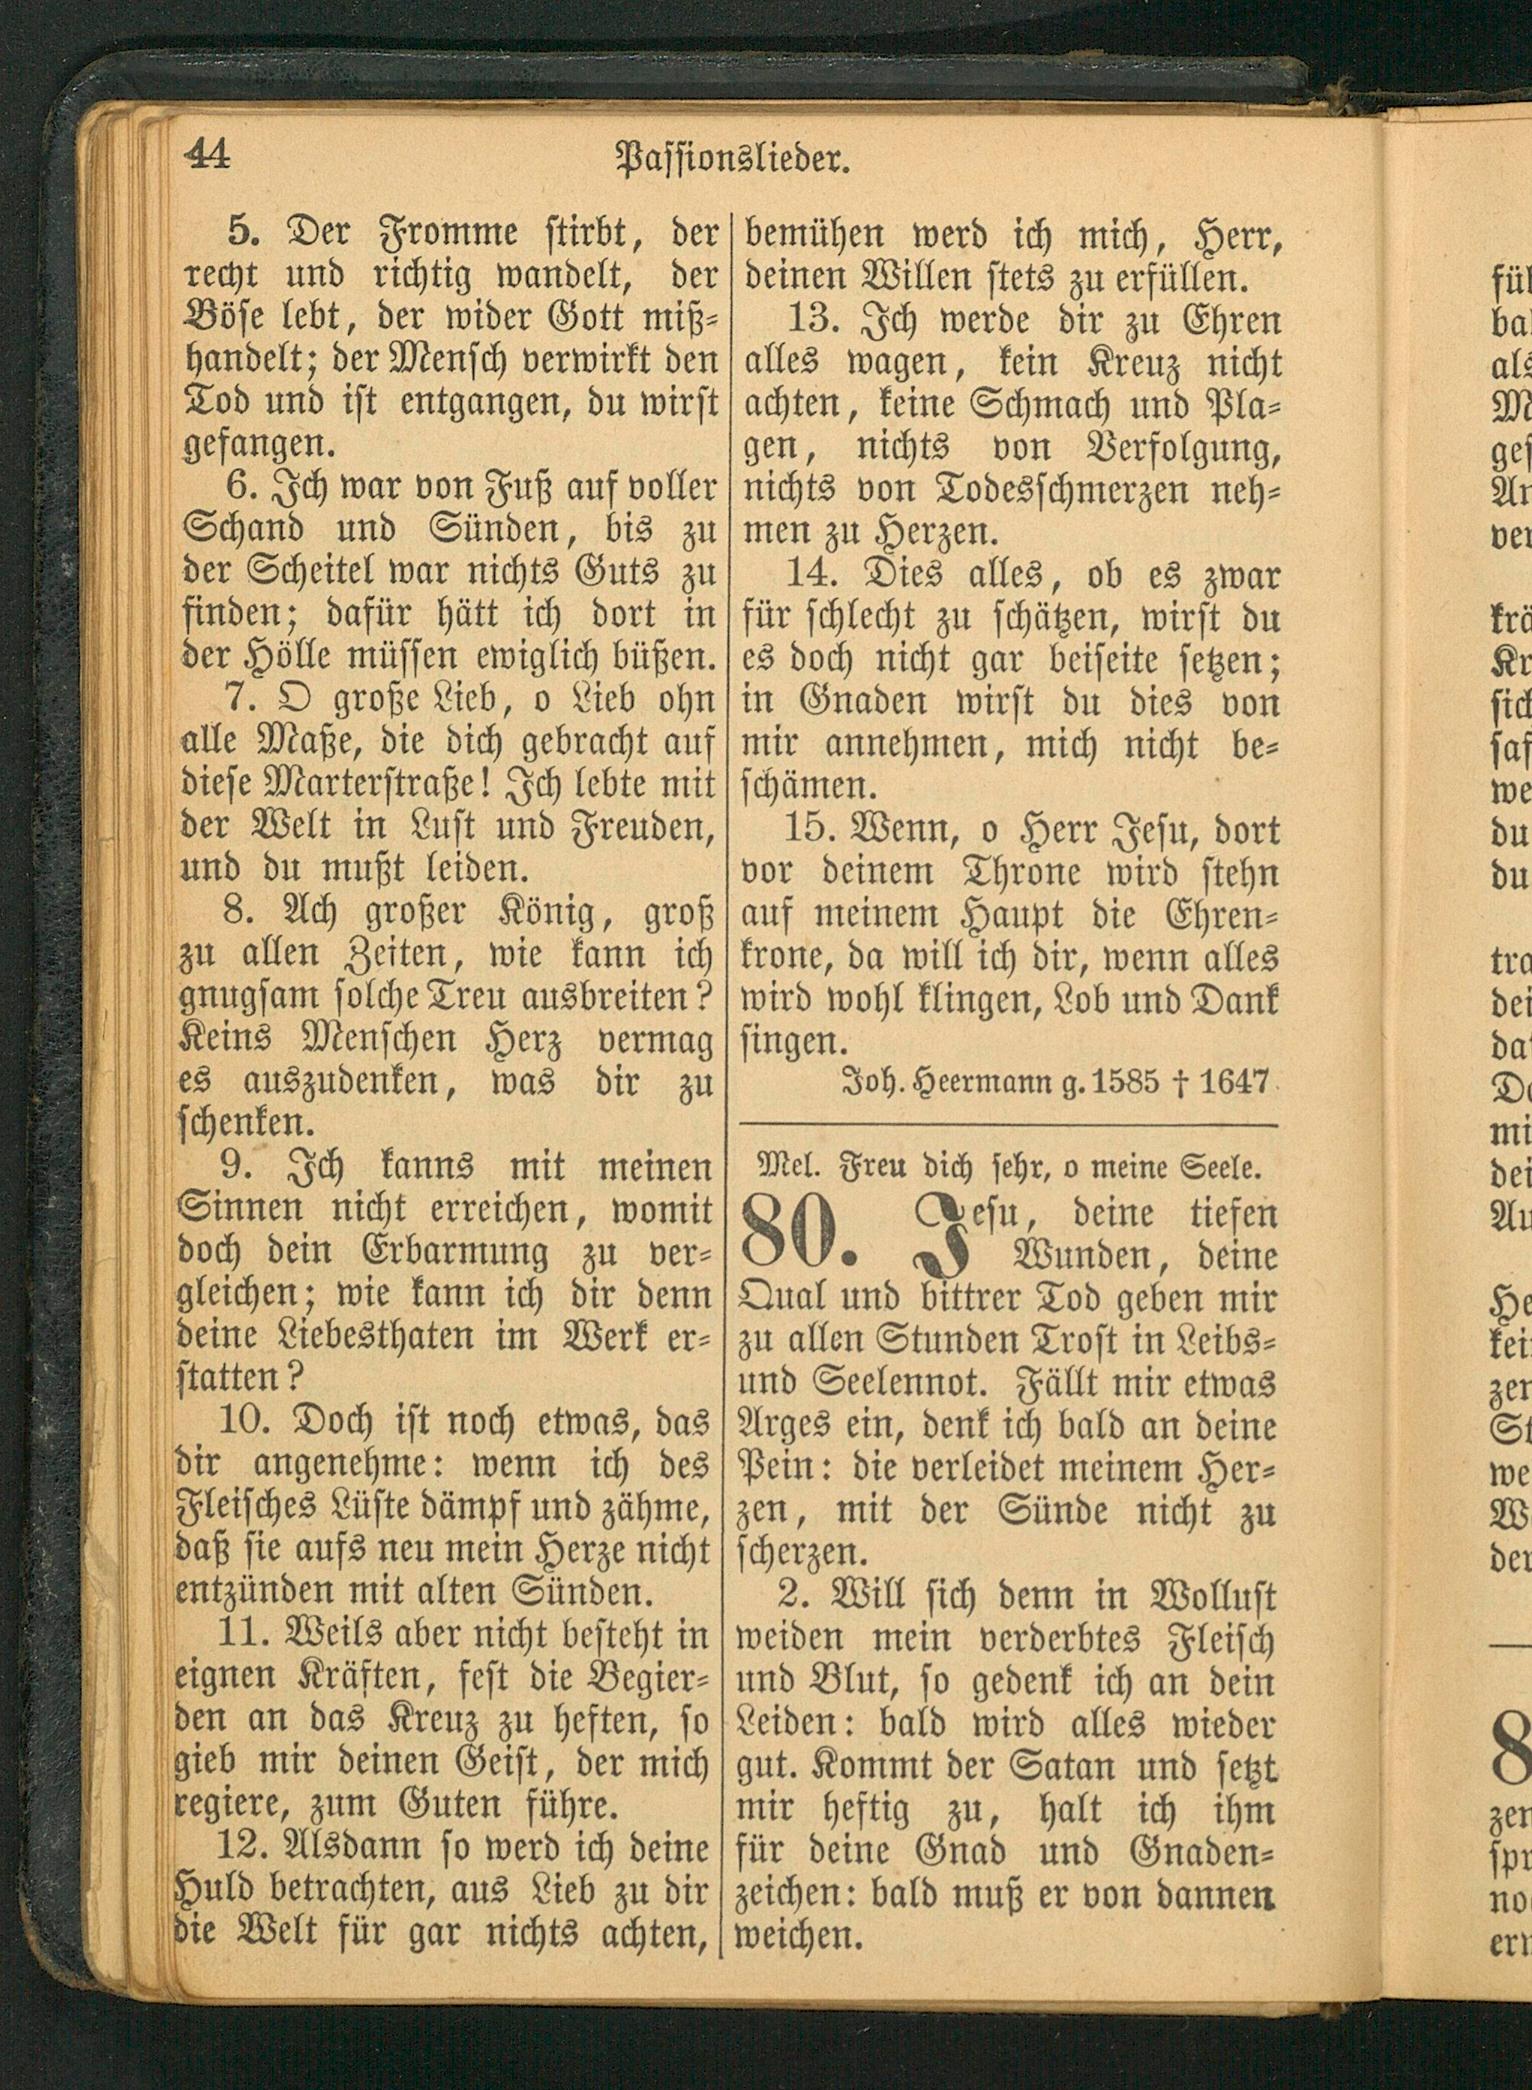 44
Passionslieder.
5. Der Fromme stirbt, der
recht und richtig wandelt, der
Böse lebt, der wider Gott miß-
handelt; der Mensch verwirkt den
Tod und ist entgangen, du wirst
gefangen.
6. Ich war von Fuß auf voller
Schand und Sünden, bis zu
der Scheitel war nichts Guts zu
finden; dafür hätt ich dort in
der Hölle müssen ewiglich büßen.
7. O große Lieb, o Lieb ohn
alle Maße, die dich gebracht auf
diese Marterstraße! Ich lebte mit
der Welt in Lust und Freuden,
und du mußt leiden.
8. Ach großer König, groß
zu allen Zeiten, wie kann ich
gnugsam solche Treu ausbreiten?
Keins Menschen Herz vermag
es auszudenken, was dir zu
schenken.
9. Ich kanns mit meinen
Sinnen nicht erreichen, womit
doch dein Erbarmung zu ver-
gleichen; wie kann ich dir denn
deine Liebesthaten im Werk er-
statten?
10. Doch ist noch etwas, das
dir angenehme: wenn ich des
Fleisches Lüste dämpf und zähme,
daß sie aufs neu mein Herze nicht
entzünden mit alten Sünden.
11. Weils aber nicht besteht in
eignen Kräften, fest die Begier-
den an das Kreuz zu heften, so
gieb mir deinen Geist, der mich
regiere, zum Guten führe.
12. Alsdann so werd ich deine
Huld betrachten, aus Lieb zu dir
die Welt für gar nichts achten,
bemühen werd ich mich, Herr,
deinen Willen stets zu erfüllen.
13. Ich werde dir zu Ehren
alles wagen, kein Kreuz nicht
achten, keine Schmach und Pla-
gen, nichts von Verfolgung,
nichts von Todesschmerzen neh-
men zu Herzen.
14. Dies alles, ob es zwar
für schlecht zu schätzen, wirst du
es doch nicht gar beiseite setzen;
in Gnaden wirst du dies von
mir annehmen, mich nicht be-
schämen.
15. Wenn, o Herr Jesu, dort
vor deinem Throne wird stehn
auf meinem Haupt die Ehren-
krone, da will ich dir, wenn alles
wird wohl klingen, Lob und Dank
singen.
Joh. Heermann g. 1585 † 1647
Mel. Freu dich sehr, o meine Seele.
80. Jesu, deine tiefen
Wunden, deine
Qual und bittrer Tod geben mir
zu allen Stunden Trost in Leibs-
und Seelennot. Fällt mir etwas
Arges ein, denk ich bald an deine
Pein: die verleidet meinem Her-
zen, mit der Sünde nicht zu
scherzen.
2. Will sich denn in Wollust
weiden mein verderbtes Fleisch
und Blut, so gedenk ich an dein
Leiden: bald wird alles wieder
gut. Kommt der Satan und setzt
mir heftig zu, halt ich ihm
für deine Gnad und Gnaden-
zeichen: bald muß er von dannen
weichen.